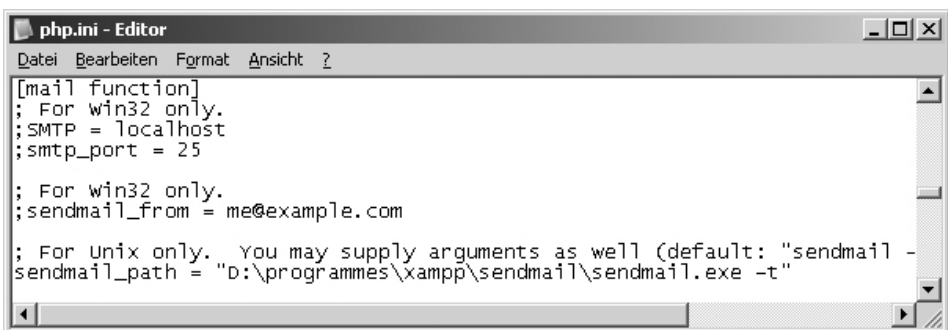 php.ini - Editor
Datei Bearbeiten Format Ansicht ?
[mail function]
; For Win32 only.
;SMTP = localhost
;smtp_port = 25
; For Win32 only.
;sendmail_from = me@example.com
; For Unix only.  You may supply arguments as well (default: "sendmail -
sendmail_path = "D:\programmes\xampp\sendmail\sendmail.exe -t"